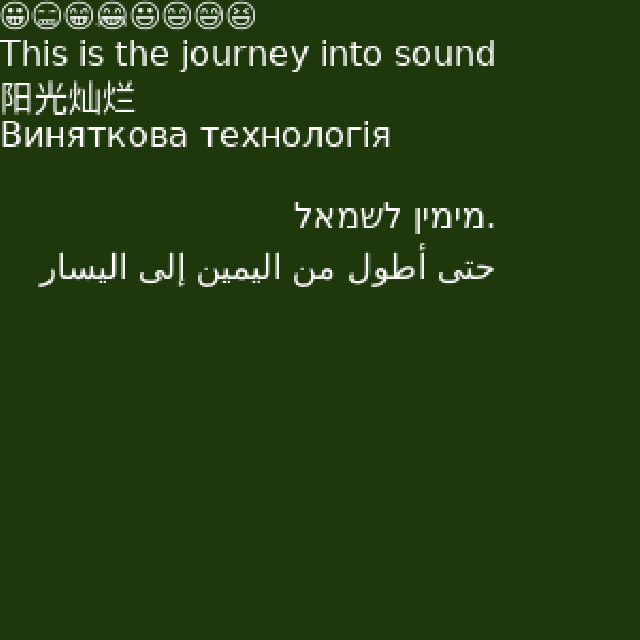 😀😑😁😂😃😄😅😆
This is the journey into sound
阳光灿烂
Виняткова технологія
.מימין לשמאל
حتى أطول من اليمين إلى اليسار